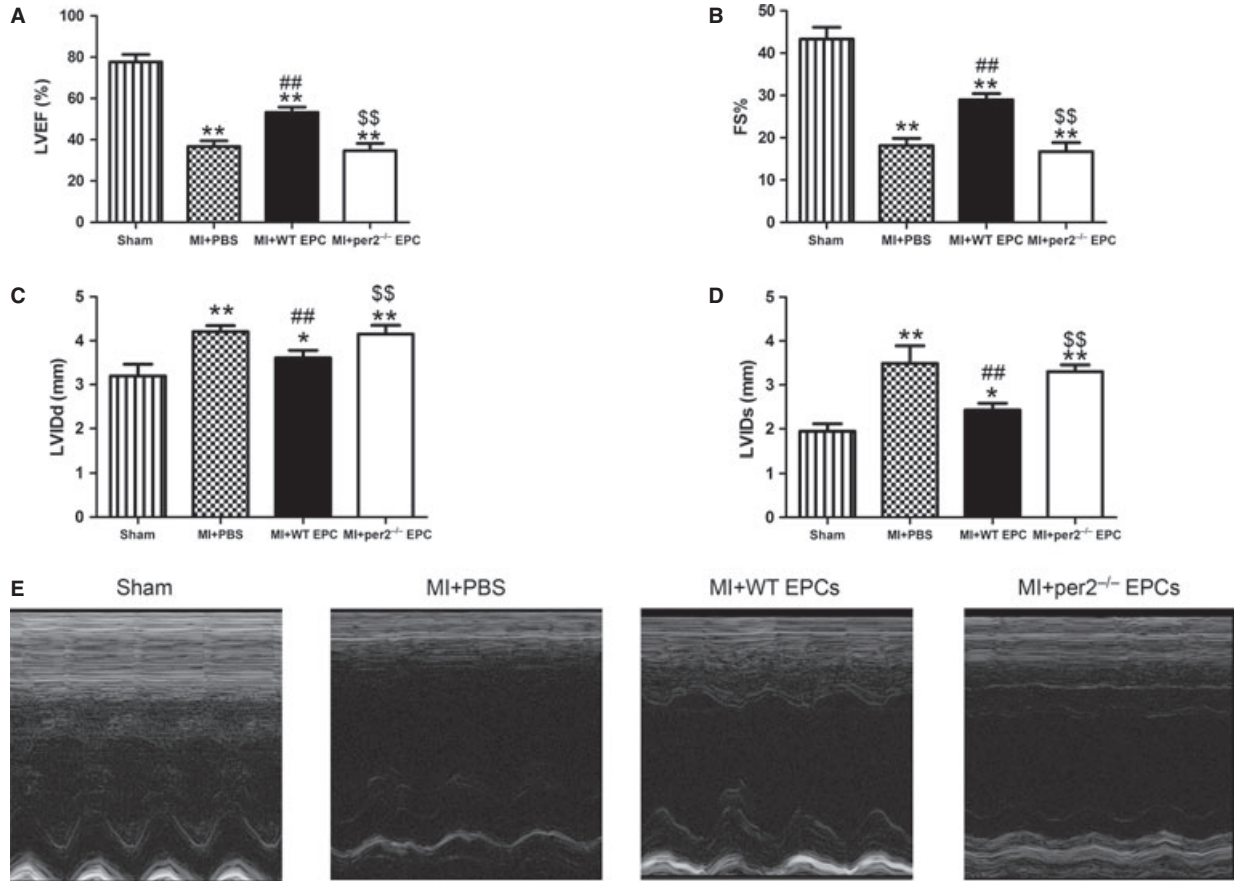 A
LVEF (%)
100
80
60
40
20
0
**
##
**
$$
**
Sham
MI+PBS
MI+WT EPC
MI+per2⁻/⁻ EPC
B
FS%
50
40
30
20
10
0
**
##
**
$$
**
Sham
MI+PBS
MI+WT EPC
MI+per2⁻/⁻ EPC
C
LVIDd (mm)
5
4
3
2
1
0
**
##
*
$$
**
Sham
MI+PBS
MI+WT EPC
MI+per2⁻/⁻ EPC
D
LVIDs (mm)
5
4
3
2
1
0
**
##
*
$$
**
Sham
MI+PBS
MI+WT EPC
MI+per2⁻/⁻ EPC
E
Sham
MI+PBS
MI+WT EPCs
MI+per2⁻/⁻ EPCs